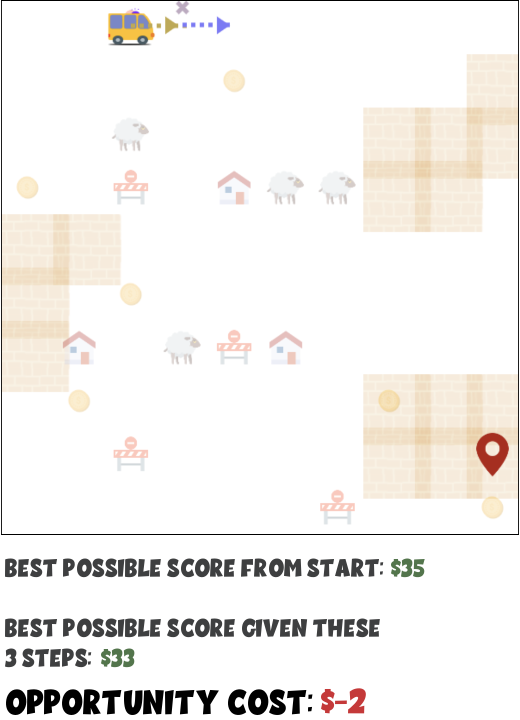 BEST POSSIBLE SCORE FROM START: $35
BEST POSSIBLE SCORE GIVEN THESE
3 STEPS: $33
OPPORTUNITY COST: $-2